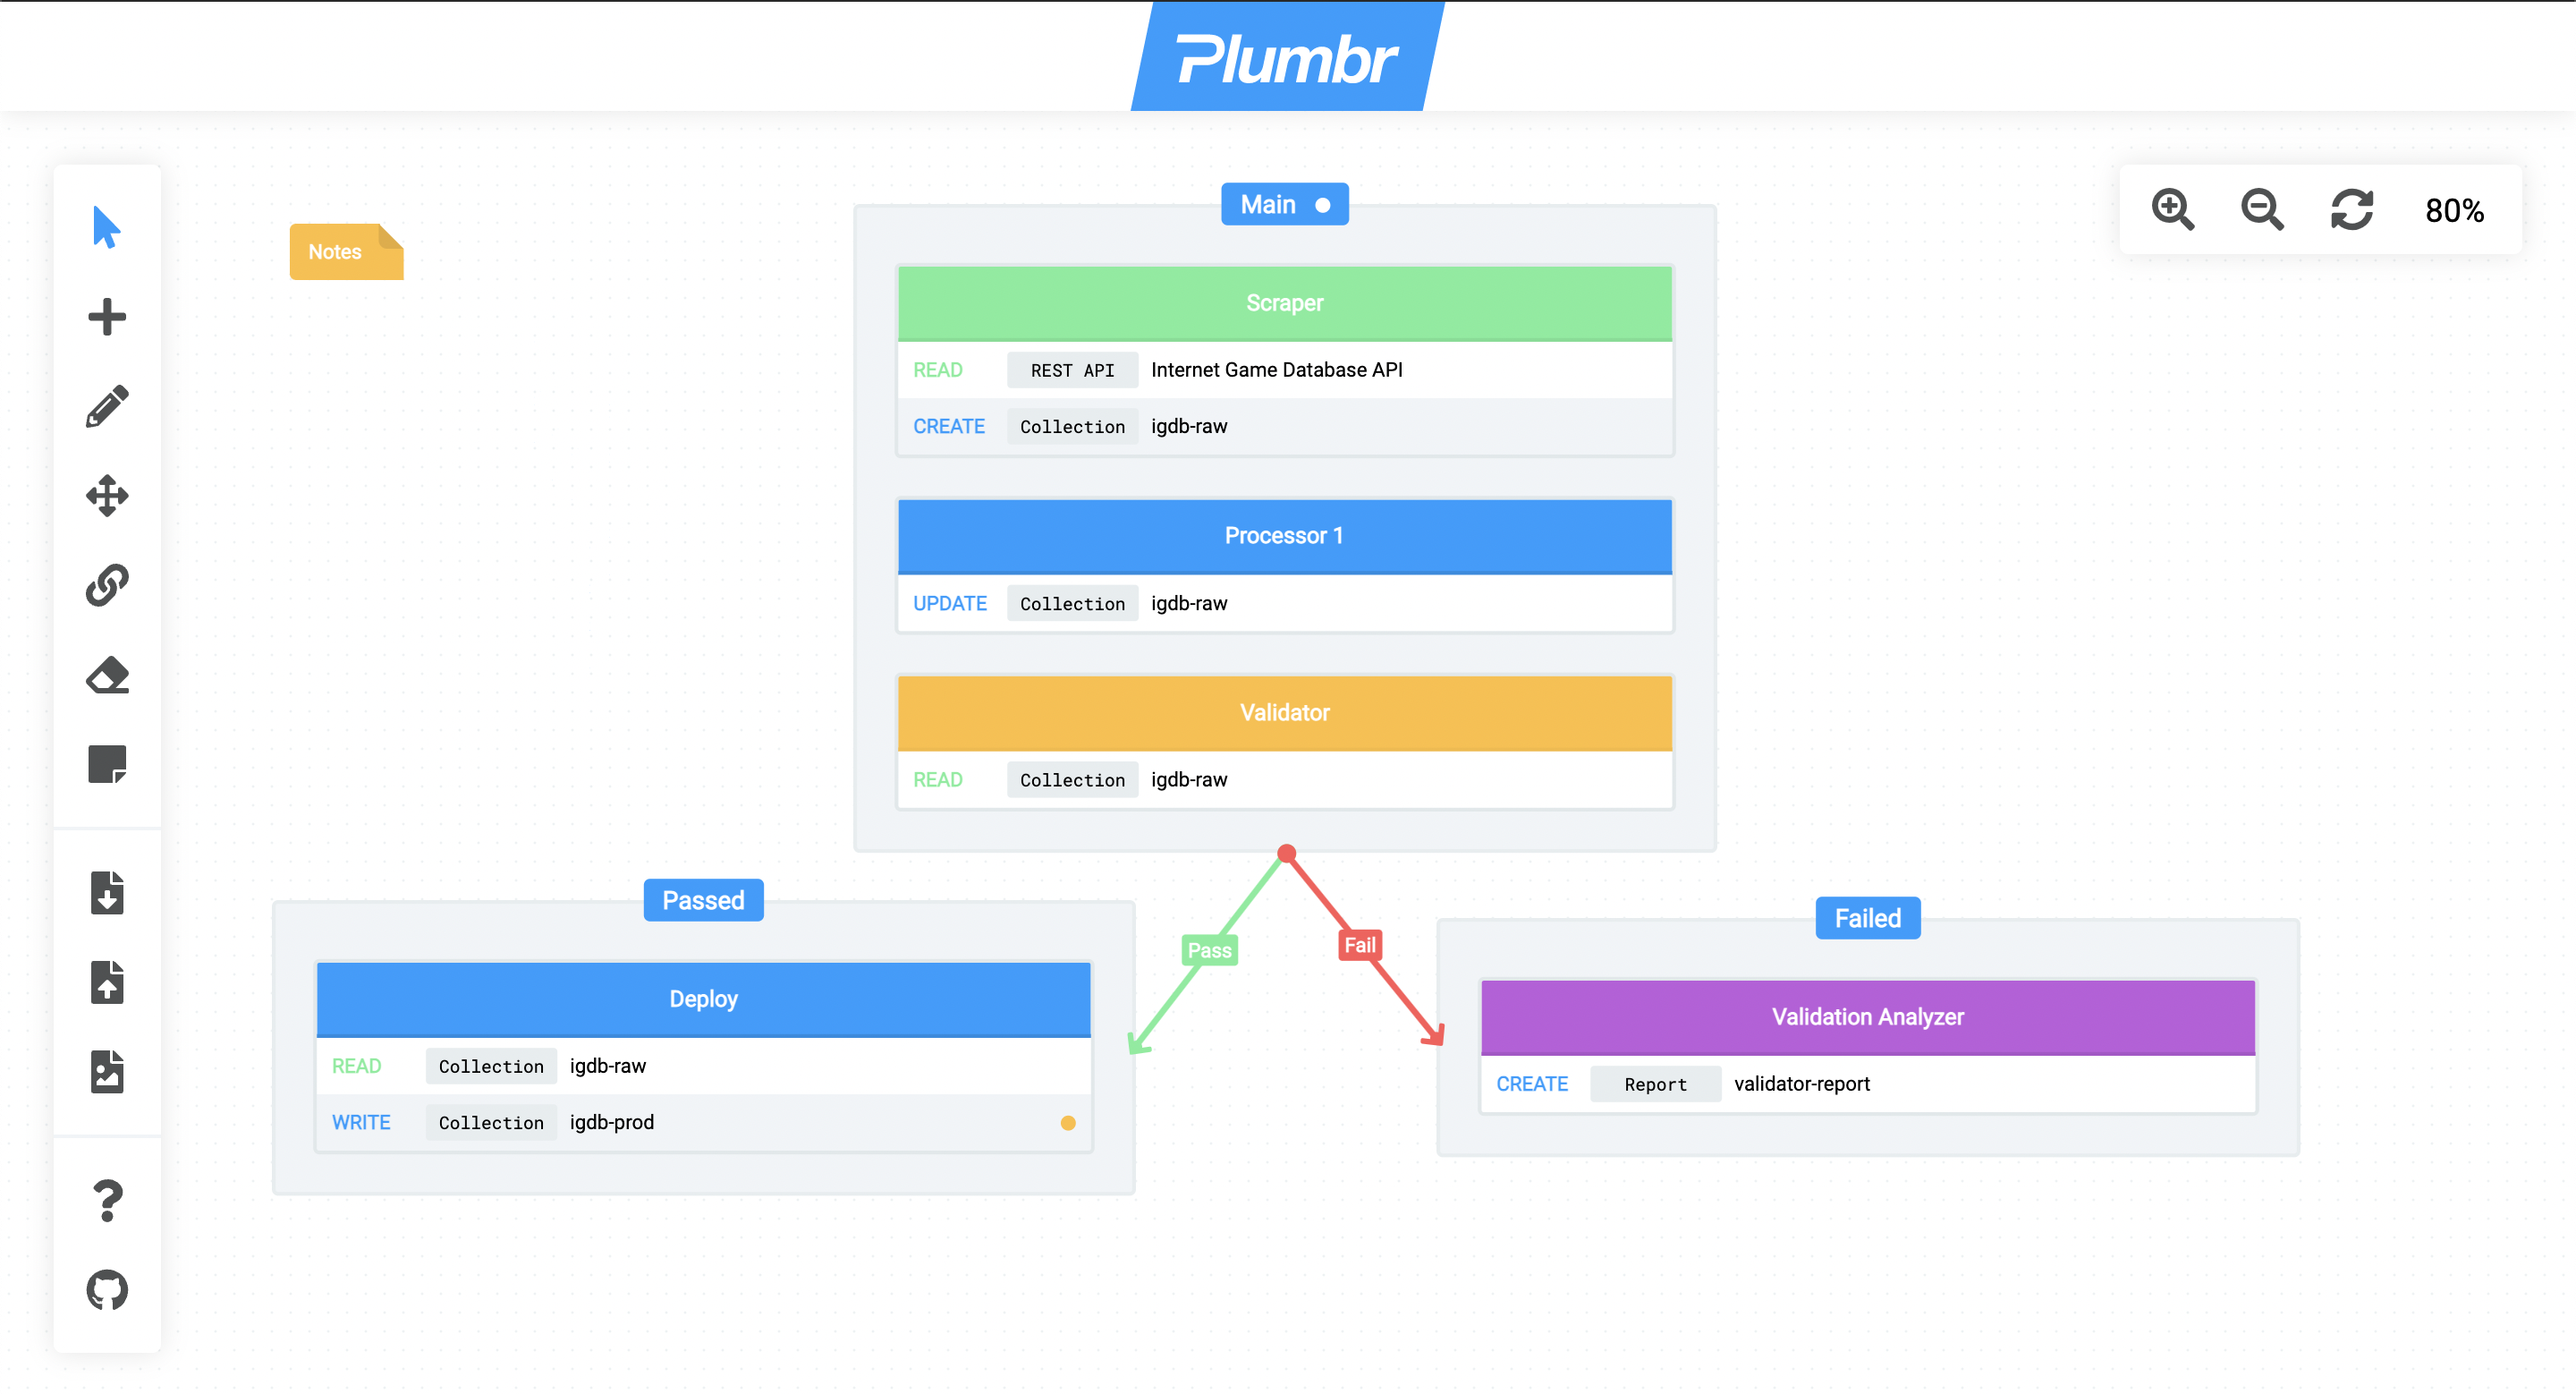 Plumbr
Notes
80%
Main
Scraper
READ REST API Internet Game Database API
CREATE Collection igdb-raw
Processor 1
UPDATE Collection igdb-raw
Validator
READ Collection igdb-raw
Pass
Fail
Passed
Deploy
READ Collection igdb-raw
WRITE Collection igdb-prod
Failed
Validation Analyzer
CREATE Report validator-report